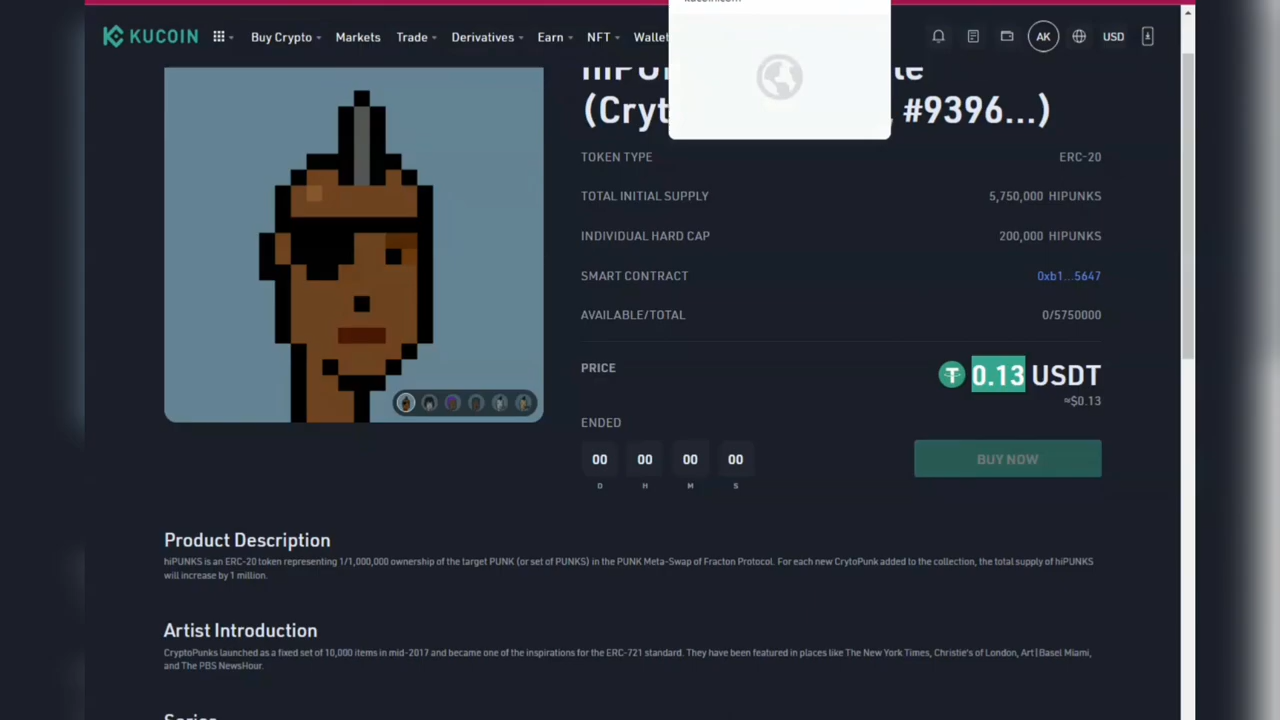 KUCOIN
Buy Crypto
Markets
Trade
Derivatives
Earn
NFT
Wallet
AK
USD
(Cryt , #9396...)
TOKEN TYPE ERC-20
TOTAL INITIAL SUPPLY 5,750,000 HIPUNKS
INDIVIDUAL HARD CAP 200,000 HIPUNKS
SMART CONTRACT 0xb1...5647
AVAILABLE/TOTAL 0/5750000
PRICE 0.13 USDT
≈$0.13
ENDED
00 00 00 00
D H M S
BUY NOW
Product Description
hiPUNKS is an ERC-20 token representing 1/1,000,000 ownership of the target PUNK (or set of PUNKS) in the PUNK Meta-Swap of Fracton Protocol. For each new CrytoPunk added to the collection, the total supply of hiPUNKS
will increase by 1 million.
Artist Introduction
CryptoPunks launched as a fixed set of 10,000 items in mid-2017 and became one of the inspirations for the ERC-721 standard. They have been featured in places like The New York Times, Christie's of London, Art|Basel Miami,
and The PBS NewsHour.